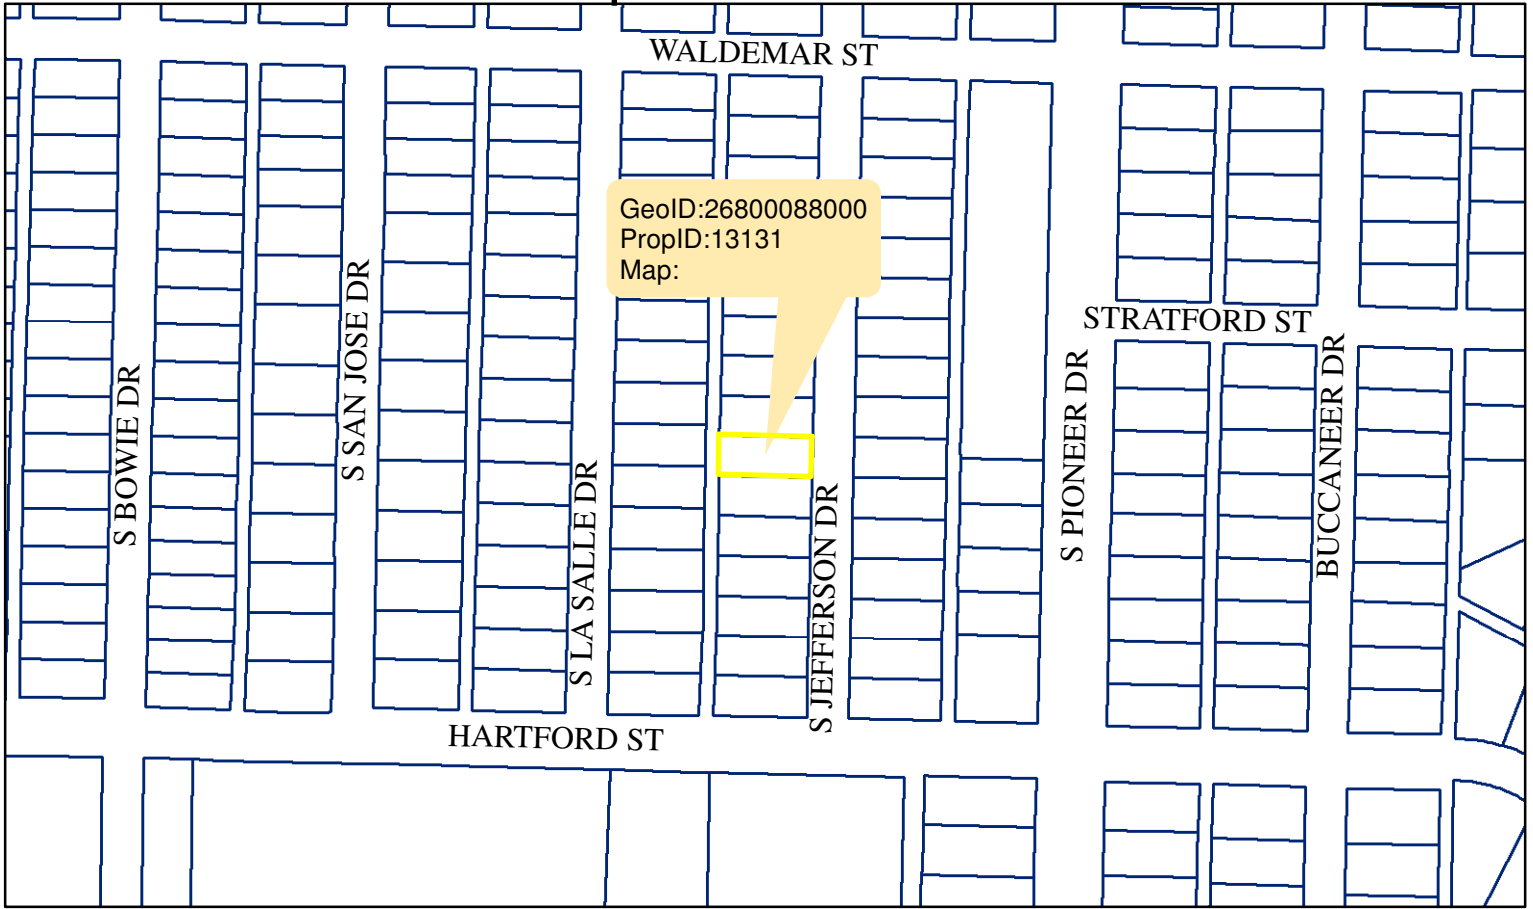 WALDEMAR ST
GeoID:26800088000
PropID:13131
Map:
STRATFORD ST
S BOWIE DR
S SAN JOSE DR
S LA SALLE DR
S JEFFERSON DR
S PIONEER DR
BUCCANEER DR
HARTFORD ST